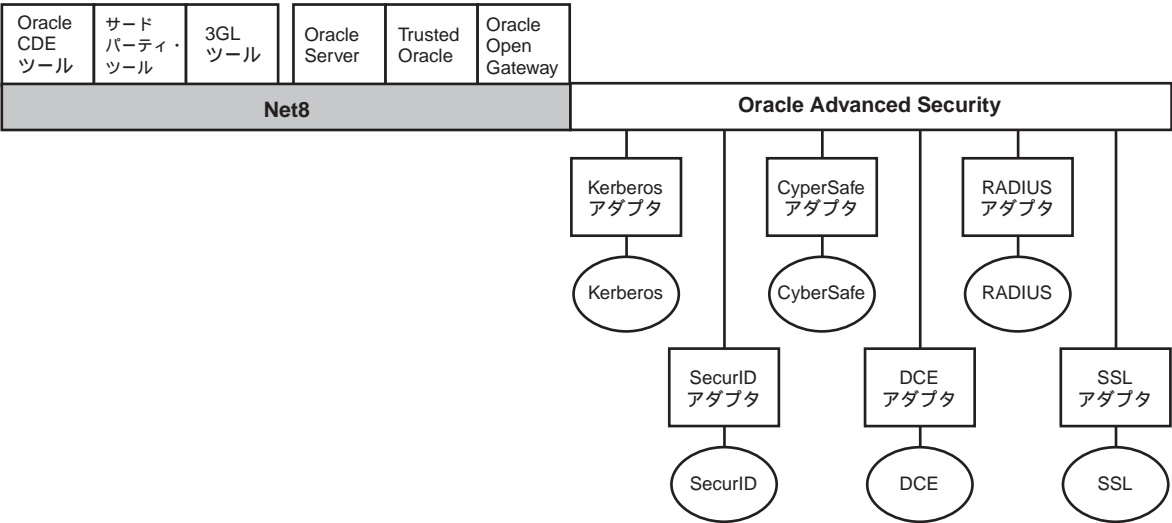 Oracle
CDE
ツール
サード
パーティ・
ツール
3GL
ツール
Oracle
Server
Trusted
Oracle
Oracle
Open
Gateway
Net8
Oracle Advanced Security
Kerberos
アダプタ
CyperSafe
アダプタ
RADIUS
アダプタ
Kerberos
CyberSafe
RADIUS
SecurID
アダプタ
DCE
アダプタ
SSL
アダプタ
SecurID
DCE
SSL